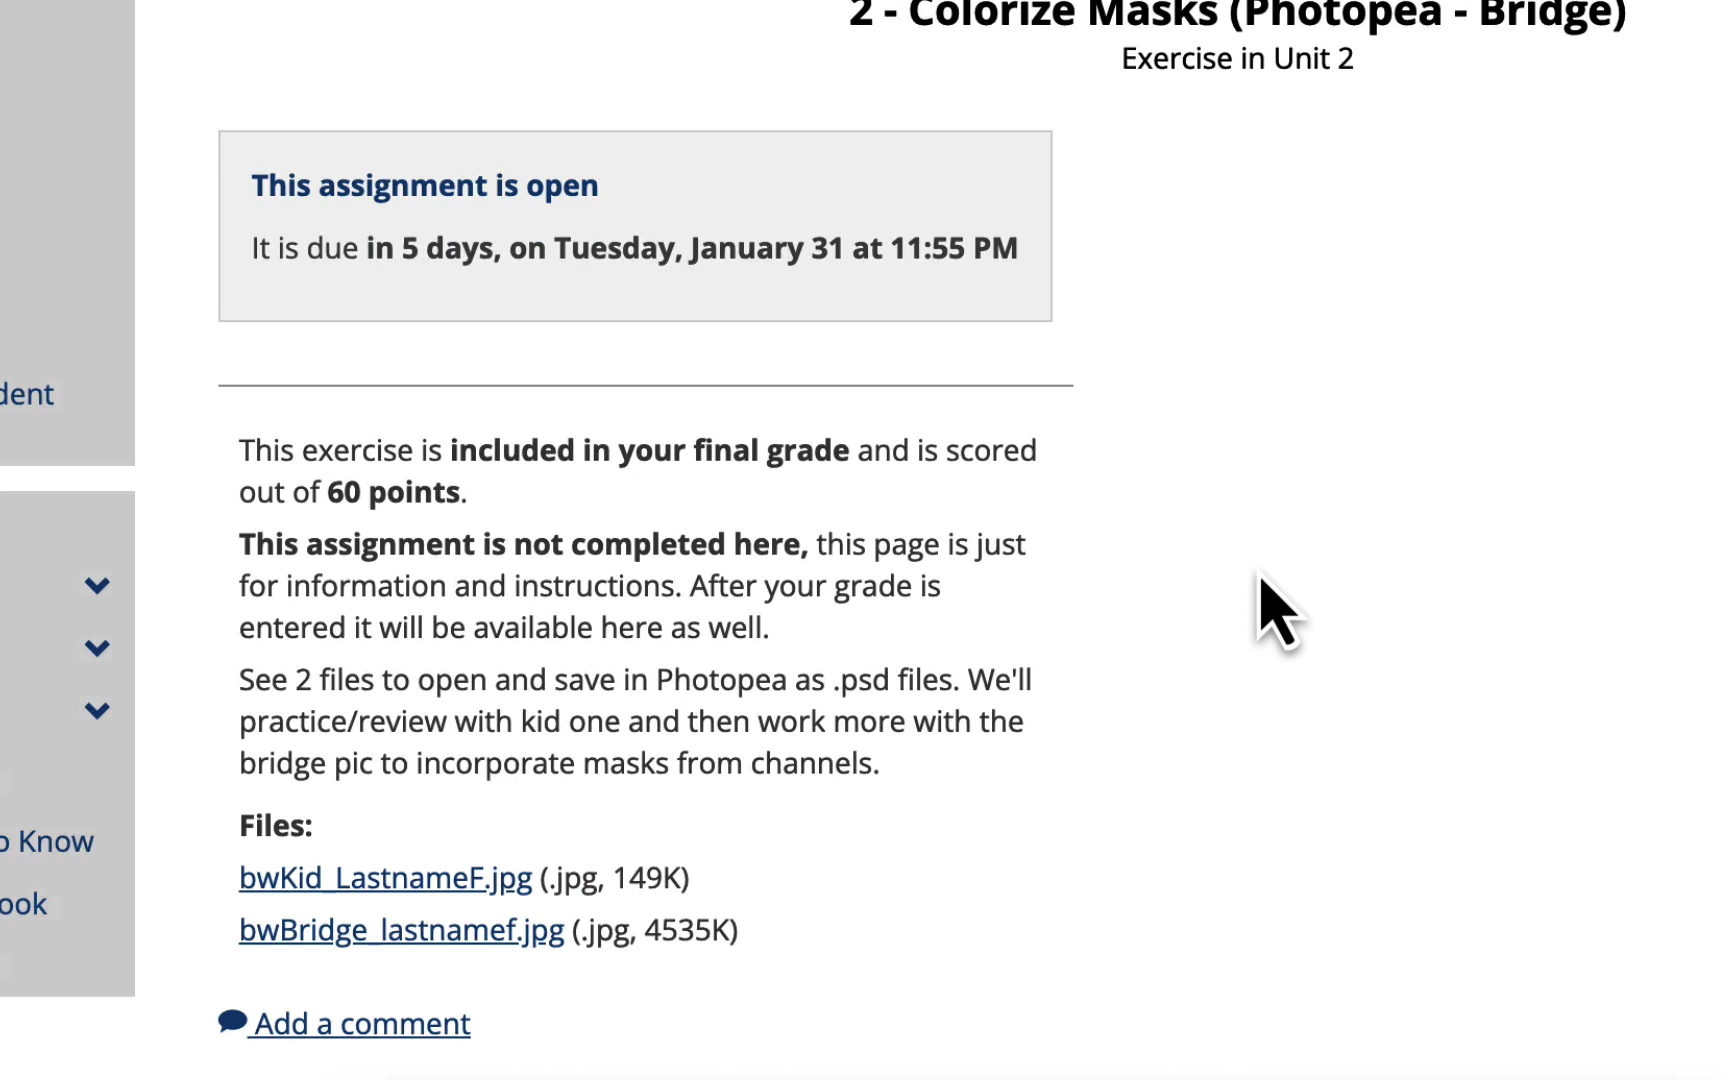 2 - Colorize Masks (Photopea - Bridge)
Exercise in Unit 2
This assignment is open
It is due in 5 days, on Tuesday, January 31 at 11:55 PM
dent
This exercise is included in your final grade and is scored
out of 60 points.
This assignment is not completed here, this page is just
for information and instructions. After your grade is
entered it will be available here as well.
See 2 files to open and save in Photopea as .psd files. We'll
practice/review with kid one and then work more with the
bridge pic to incorporate masks from channels.
Files:
o Know
bwKid_LastnameF.jpg (.jpg, 149K)
ook
bwBridge_lastnamef.jpg (.jpg, 4535K)
Add a comment